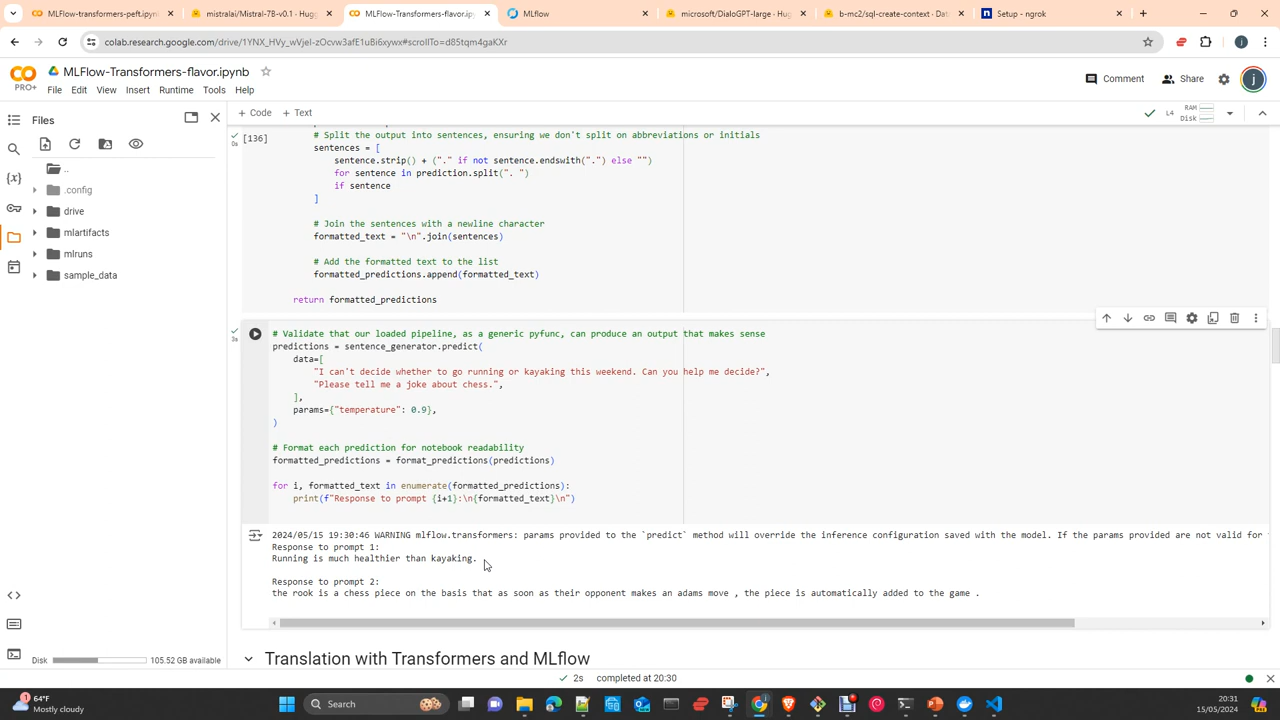 MLFlow-transformers-peft.ipynb
mistralai/Mistral-7B-v0.1 · Hugg
MLFlow-Transformers-flavor.ipy
MLflow
microsoft/DialoGPT-large · Hugg
b-mc2/sql-create-context · Dat
Setup - ngrok
colab.research.google.com/drive/1YNX_HVy_wVjeI-zOcvw3afE1uBi6xywx#scrollTo=d85tqm4gaKXr
MLFlow-Transformers-flavor.ipynb
PRO+
File Edit View Insert Runtime Tools Help
Comment
Share
j
Files
+ Code + Text
L4
RAM
Disk
..
.config
drive
mlartifacts
mlruns
sample_data
Disk
105.52 GB available
0s
[136]
# Split the output into sentences, ensuring we don't split on abbreviations or initials
sentences = [
sentence.strip() + ("." if not sentence.endswith(".") else "")
for sentence in prediction.split(". ")
if sentence
]
# Join the sentences with a newline character
formatted_text = "\n".join(sentences)
# Add the formatted text to the list
formatted_predictions.append(formatted_text)
return formatted_predictions
# Validate that our loaded pipeline, as a generic pyfunc, can produce an output that makes sense
predictions = sentence_generator.predict(
data=[
"I can't decide whether to go running or kayaking this weekend. Can you help me decide?",
"Please tell me a joke about chess.",
],
params={"temperature": 0.9},
)
# Format each prediction for notebook readability
formatted_predictions = format_predictions(predictions)
for i, formatted_text in enumerate(formatted_predictions):
print(f"Response to prompt {i+1}:\n{formatted_text}\n")
2024/05/15 19:30:46 WARNING mlflow.transformers: params provided to the `predict` method will override the inference configuration saved with the model. If the params provided are not valid for
Response to prompt 1:
Running is much healthier than kayaking.
Response to prompt 2:
the rook is a chess piece on the basis that as soon as their opponent makes an adams move , the piece is automatically added to the game .
Translation with Transformers and MLflow
2s completed at 20:30
64°F
Mostly cloudy
Search
20:31
15/05/2024